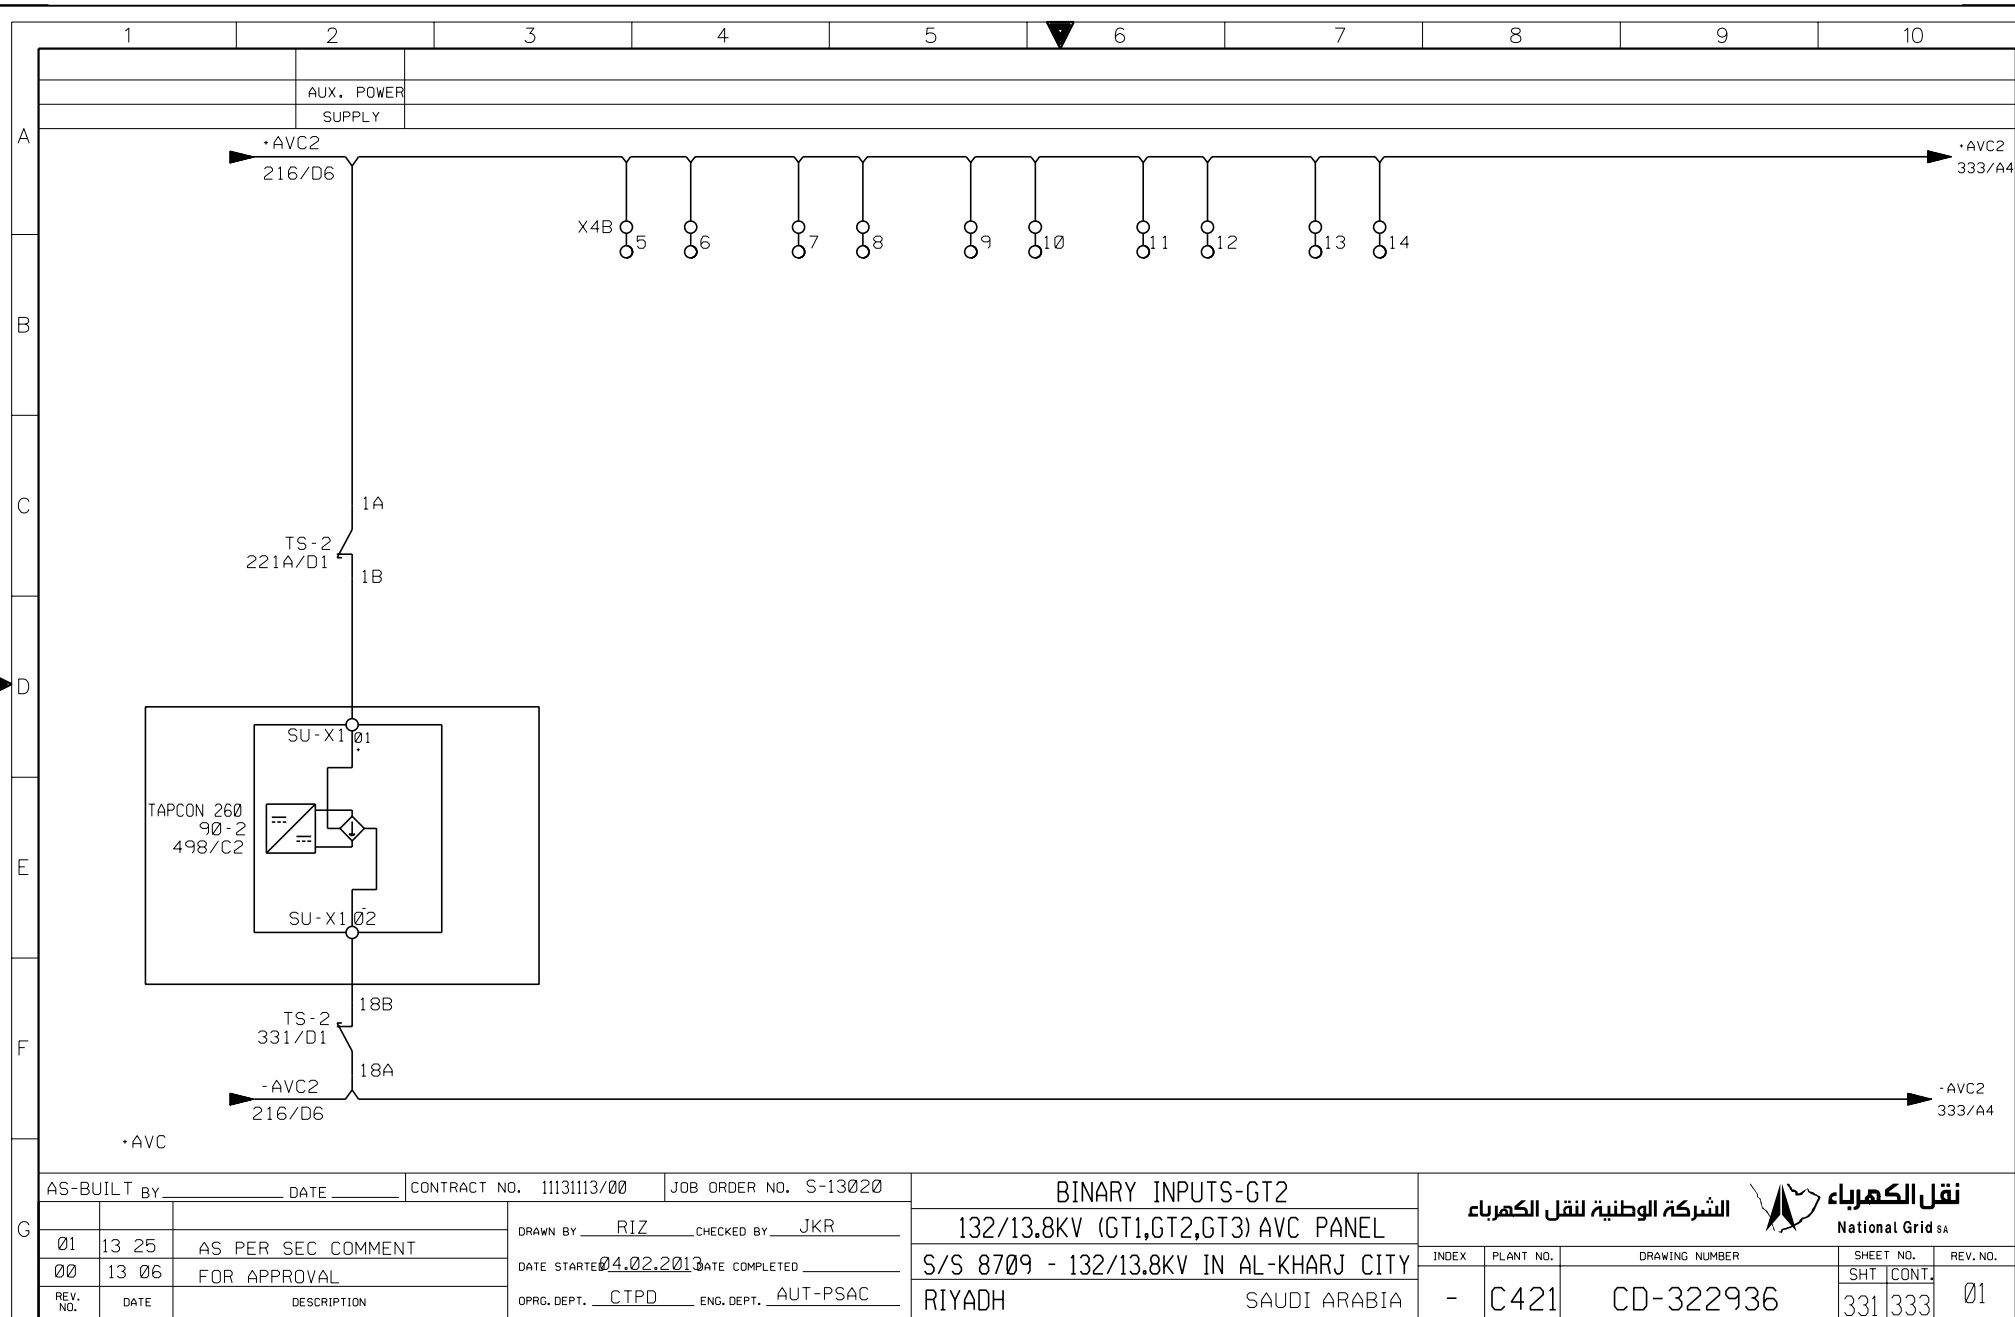 1 2 3 4 5 6 7 8 9 10
AUX. POWER
SUPPLY
A
+AVC2
216/D6
+AVC2
333/A4
X4B 5 6 7 8 9 10 11 12 13 14
B
C
1A
TS-2
221A/D1
1B
D
SU-X1 01
+
TAPCON 260
90-2
498/C2
E
-
SU-X1 02
18B
TS-2
331/D1
F
18A
-AVC2
216/D6
-AVC2
333/A4
+AVC
G
AS-BUILT BY DATE CONTRACT NO. 11131113/00 JOB ORDER NO. S-13020
01 13 25 AS PER SEC COMMENT
00 13 06 FOR APPROVAL
REV. NO. DATE DESCRIPTION
DRAWN BY RIZ CHECKED BY JKR
DATE STARTED 04.02.2013 DATE COMPLETED
OPRG. DEPT. CTPD ENG. DEPT. AUT-PSAC
BINARY INPUTS-GT2
132/13.8KV (GT1,GT2,GT3) AVC PANEL
S/S 8709 - 132/13.8KV IN AL-KHARJ CITY
RIYADH SAUDI ARABIA
الشركة الوطنية لنقل الكهرباء
نقل الكهرباء
National Grid SA
INDEX PLANT NO. DRAWING NUMBER SHEET NO. REV. NO.
SHT CONT.
- C421 CD-322936 331 333 01